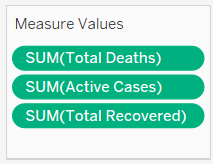 Measure Values
SUM(Total Deaths)
SUM(Active Cases)
SUM(Total Recovered)